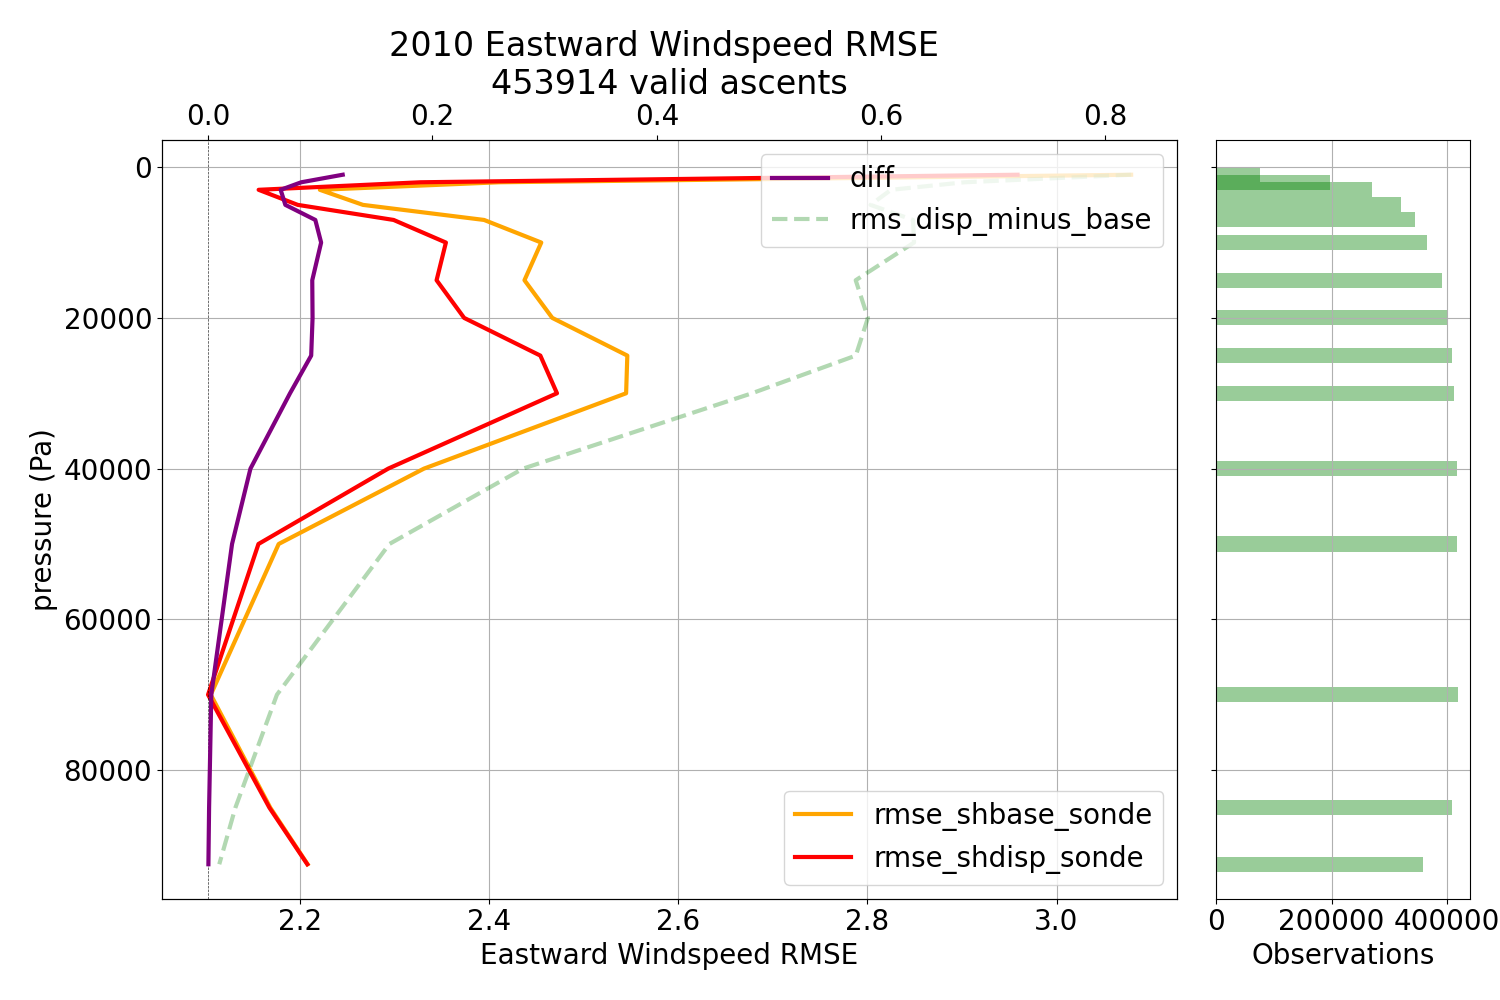 2010 Eastward Windspeed RMSE
453914 valid ascents
0.0 0.2 0.4 0.6 0.8
diff
rms_disp_minus_base
0
20000
40000
60000
80000
pressure (Pa)
rmse_shbase_sonde
rmse_shdisp_sonde
2.2 2.4 2.6 2.8 3.0
Eastward Windspeed RMSE
0 200000 400000
Observations